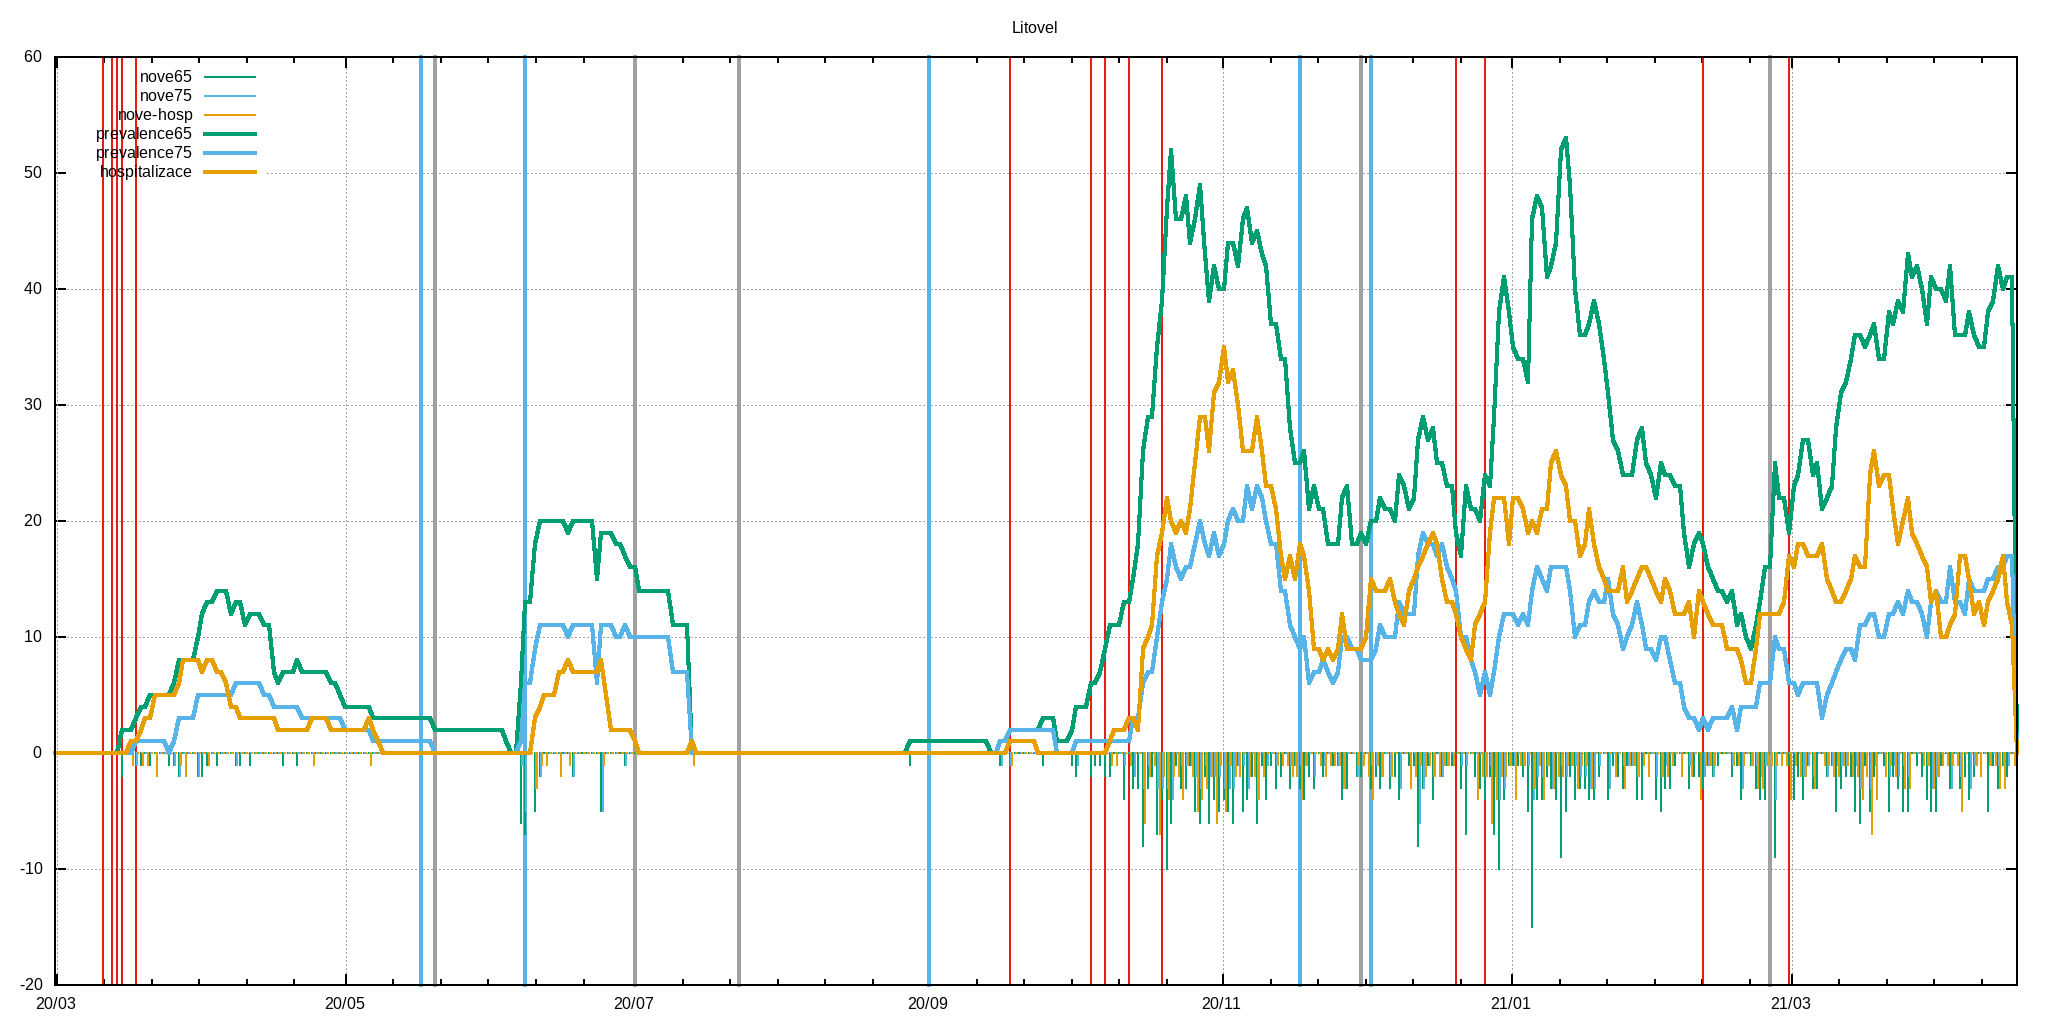 Litovel
60
50
40
30
20
10
0
-10
-20
nove65
nove75
nove-hosp
prevalence65
prevalence75
hospitalizace
20/03 20/05 20/07 20/09 20/11 21/01 21/03